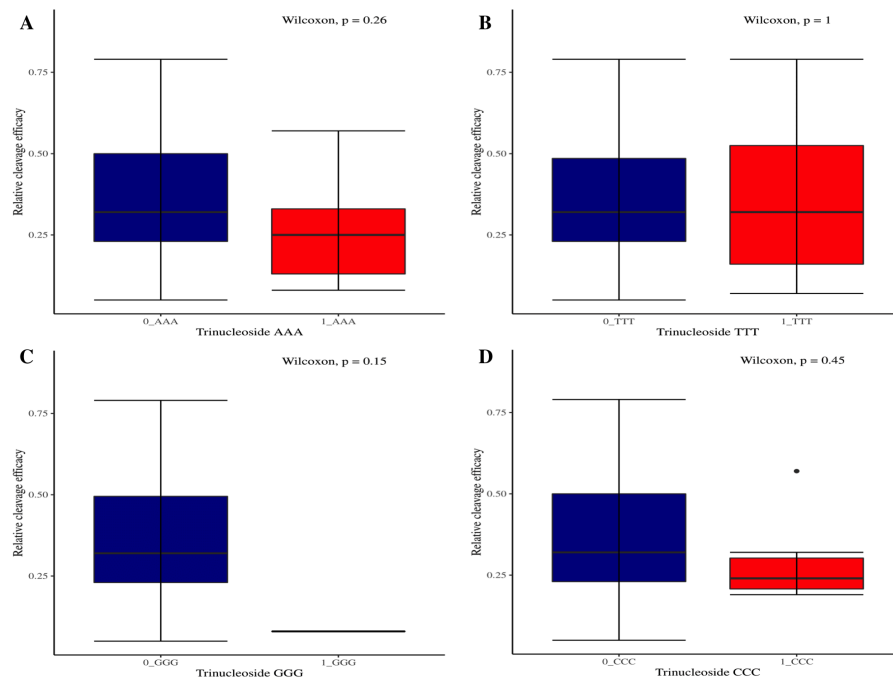 A
Wilcoxon, p = 0.26
Relative cleavage efficacy
0.75
0.50
0.25
0_AAA
1_AAA
Trinucleoside AAA
B
Wilcoxon, p = 1
Relative cleavage efficacy
0.75
0.50
0.25
0_TTT
1_TTT
Trinucleoside TTT
C
Wilcoxon, p = 0.15
Relative cleavage efficacy
0.75
0.50
0.25
0_GGG
1_GGG
Trinucleoside GGG
D
Wilcoxon, p = 0.45
Relative cleavage efficacy
0.75
0.50
0.25
0_CCC
1_CCC
Trinucleoside CCC